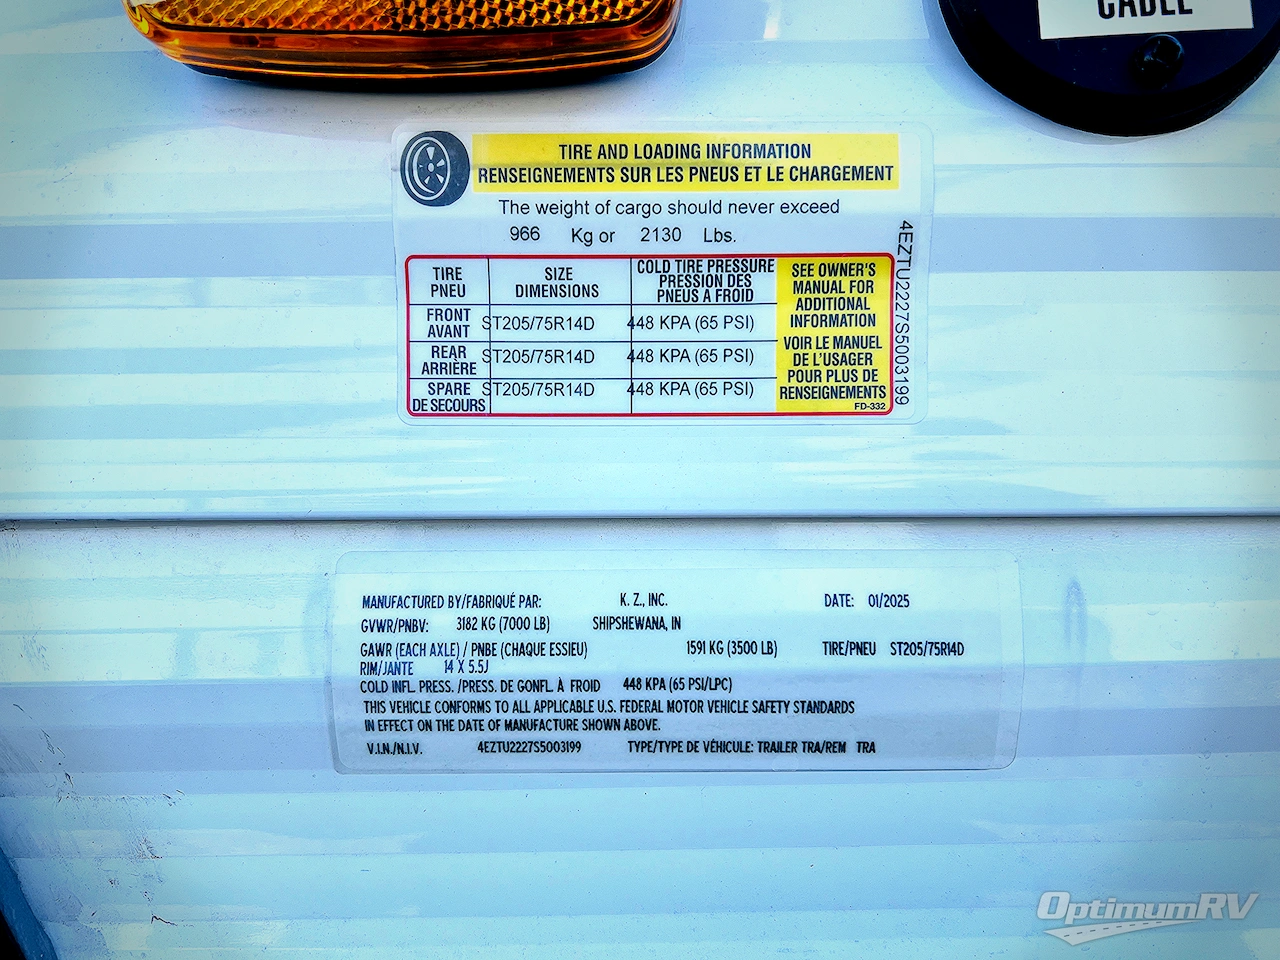 CABLE
TIRE AND LOADING INFORMATION
RENSEIGNEMENTS SUR LES PNEUS ET LE CHARGEMENT
The weight of cargo should never exceed
966 Kg or 2130 Lbs.
TIRE
PNEU
SIZE
DIMENSIONS
COLD TIRE PRESSURE
PRESSION DES
PNEUS A FROID
FRONT
AVANT
ST205/75R14D
448 KPA (65 PSI)
REAR
ARRIÈRE
ST205/75R14D
448 KPA (65 PSI)
SPARE
DE SECOURS
ST205/75R14D
448 KPA (65 PSI)
SEE OWNER'S
MANUAL FOR
ADDITIONAL
INFORMATION
VOIR LE MANUEL
DE L'USAGER
POUR PLUS DE
RENSEIGNEMENTS
FD-332
4EZTU2227S5003199
MANUFACTURED BY/FABRIQUÉ PAR: K. Z., INC. DATE: 01/2025
GVWR/PNBV: 3182 KG (7000 LB) SHIPSHEWANA, IN
GAWR (EACH AXLE) / PNBE (CHAQUE ESSIEU) 1591 KG (3500 LB) TIRE/PNEU ST205/75R14D
RIM/JANTE 14 X 5.5J
COLD INFL. PRESS. /PRESS. DE GONFL. À FROID 448 KPA (65 PSI/LPC)
THIS VEHICLE CONFORMS TO ALL APPLICABLE U.S. FEDERAL MOTOR VEHICLE SAFETY STANDARDS
IN EFFECT ON THE DATE OF MANUFACTURE SHOWN ABOVE.
V.I.N./N.I.V. 4EZTU2227S5003199 TYPE/TYPE DE VÉHICULE: TRAILER TRA/REM TRA
OptimumRV